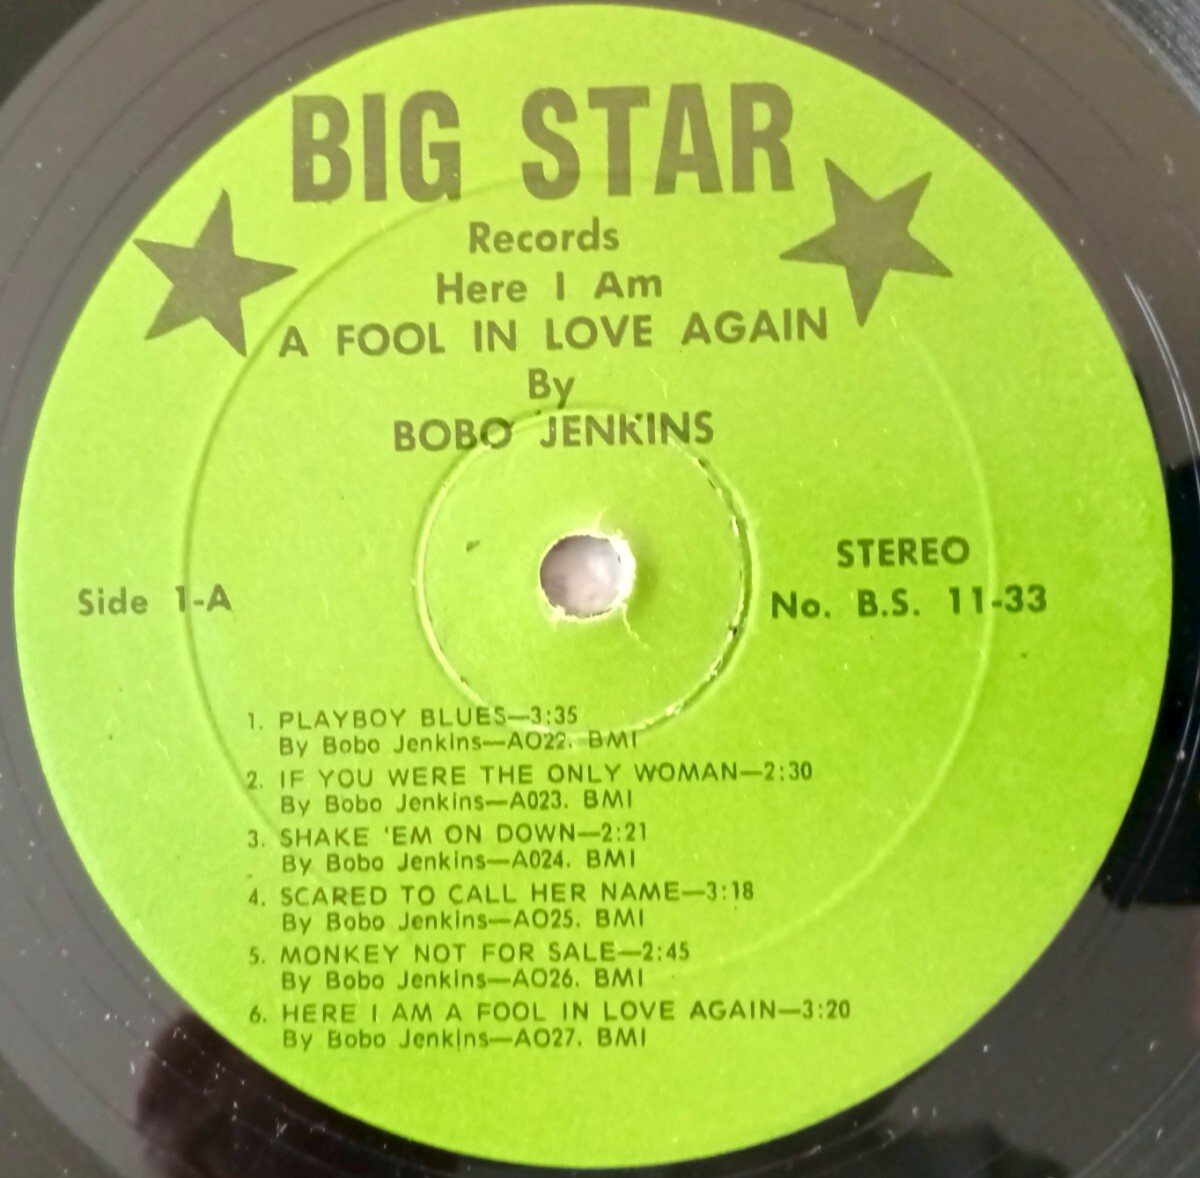 BIG STAR
Records
Here I Am
A FOOL IN LOVE AGAIN
By
BOBO JENKINS
STEREO
Side 1-A
No. B.S. 11-33
1. PLAYBOY BLUES—3:35
By Bobo Jenkins—AO22. BMI
2. IF YOU WERE THE ONLY WOMAN—2:30
By Bobo Jenkins—A023. BMI
3. SHAKE 'EM ON DOWN—2:21
By Bobo Jenkins—A024. BMI
4. SCARED TO CALL HER NAME—3:18
By Bobo Jenkins—AO25. BMI
5. MONKEY NOT FOR SALE—2:45
By Bobo Jenkins—AO26. BMI
6. HERE I AM A FOOL IN LOVE AGAIN—3:20
By Bobo Jenkins—AO27. BMI